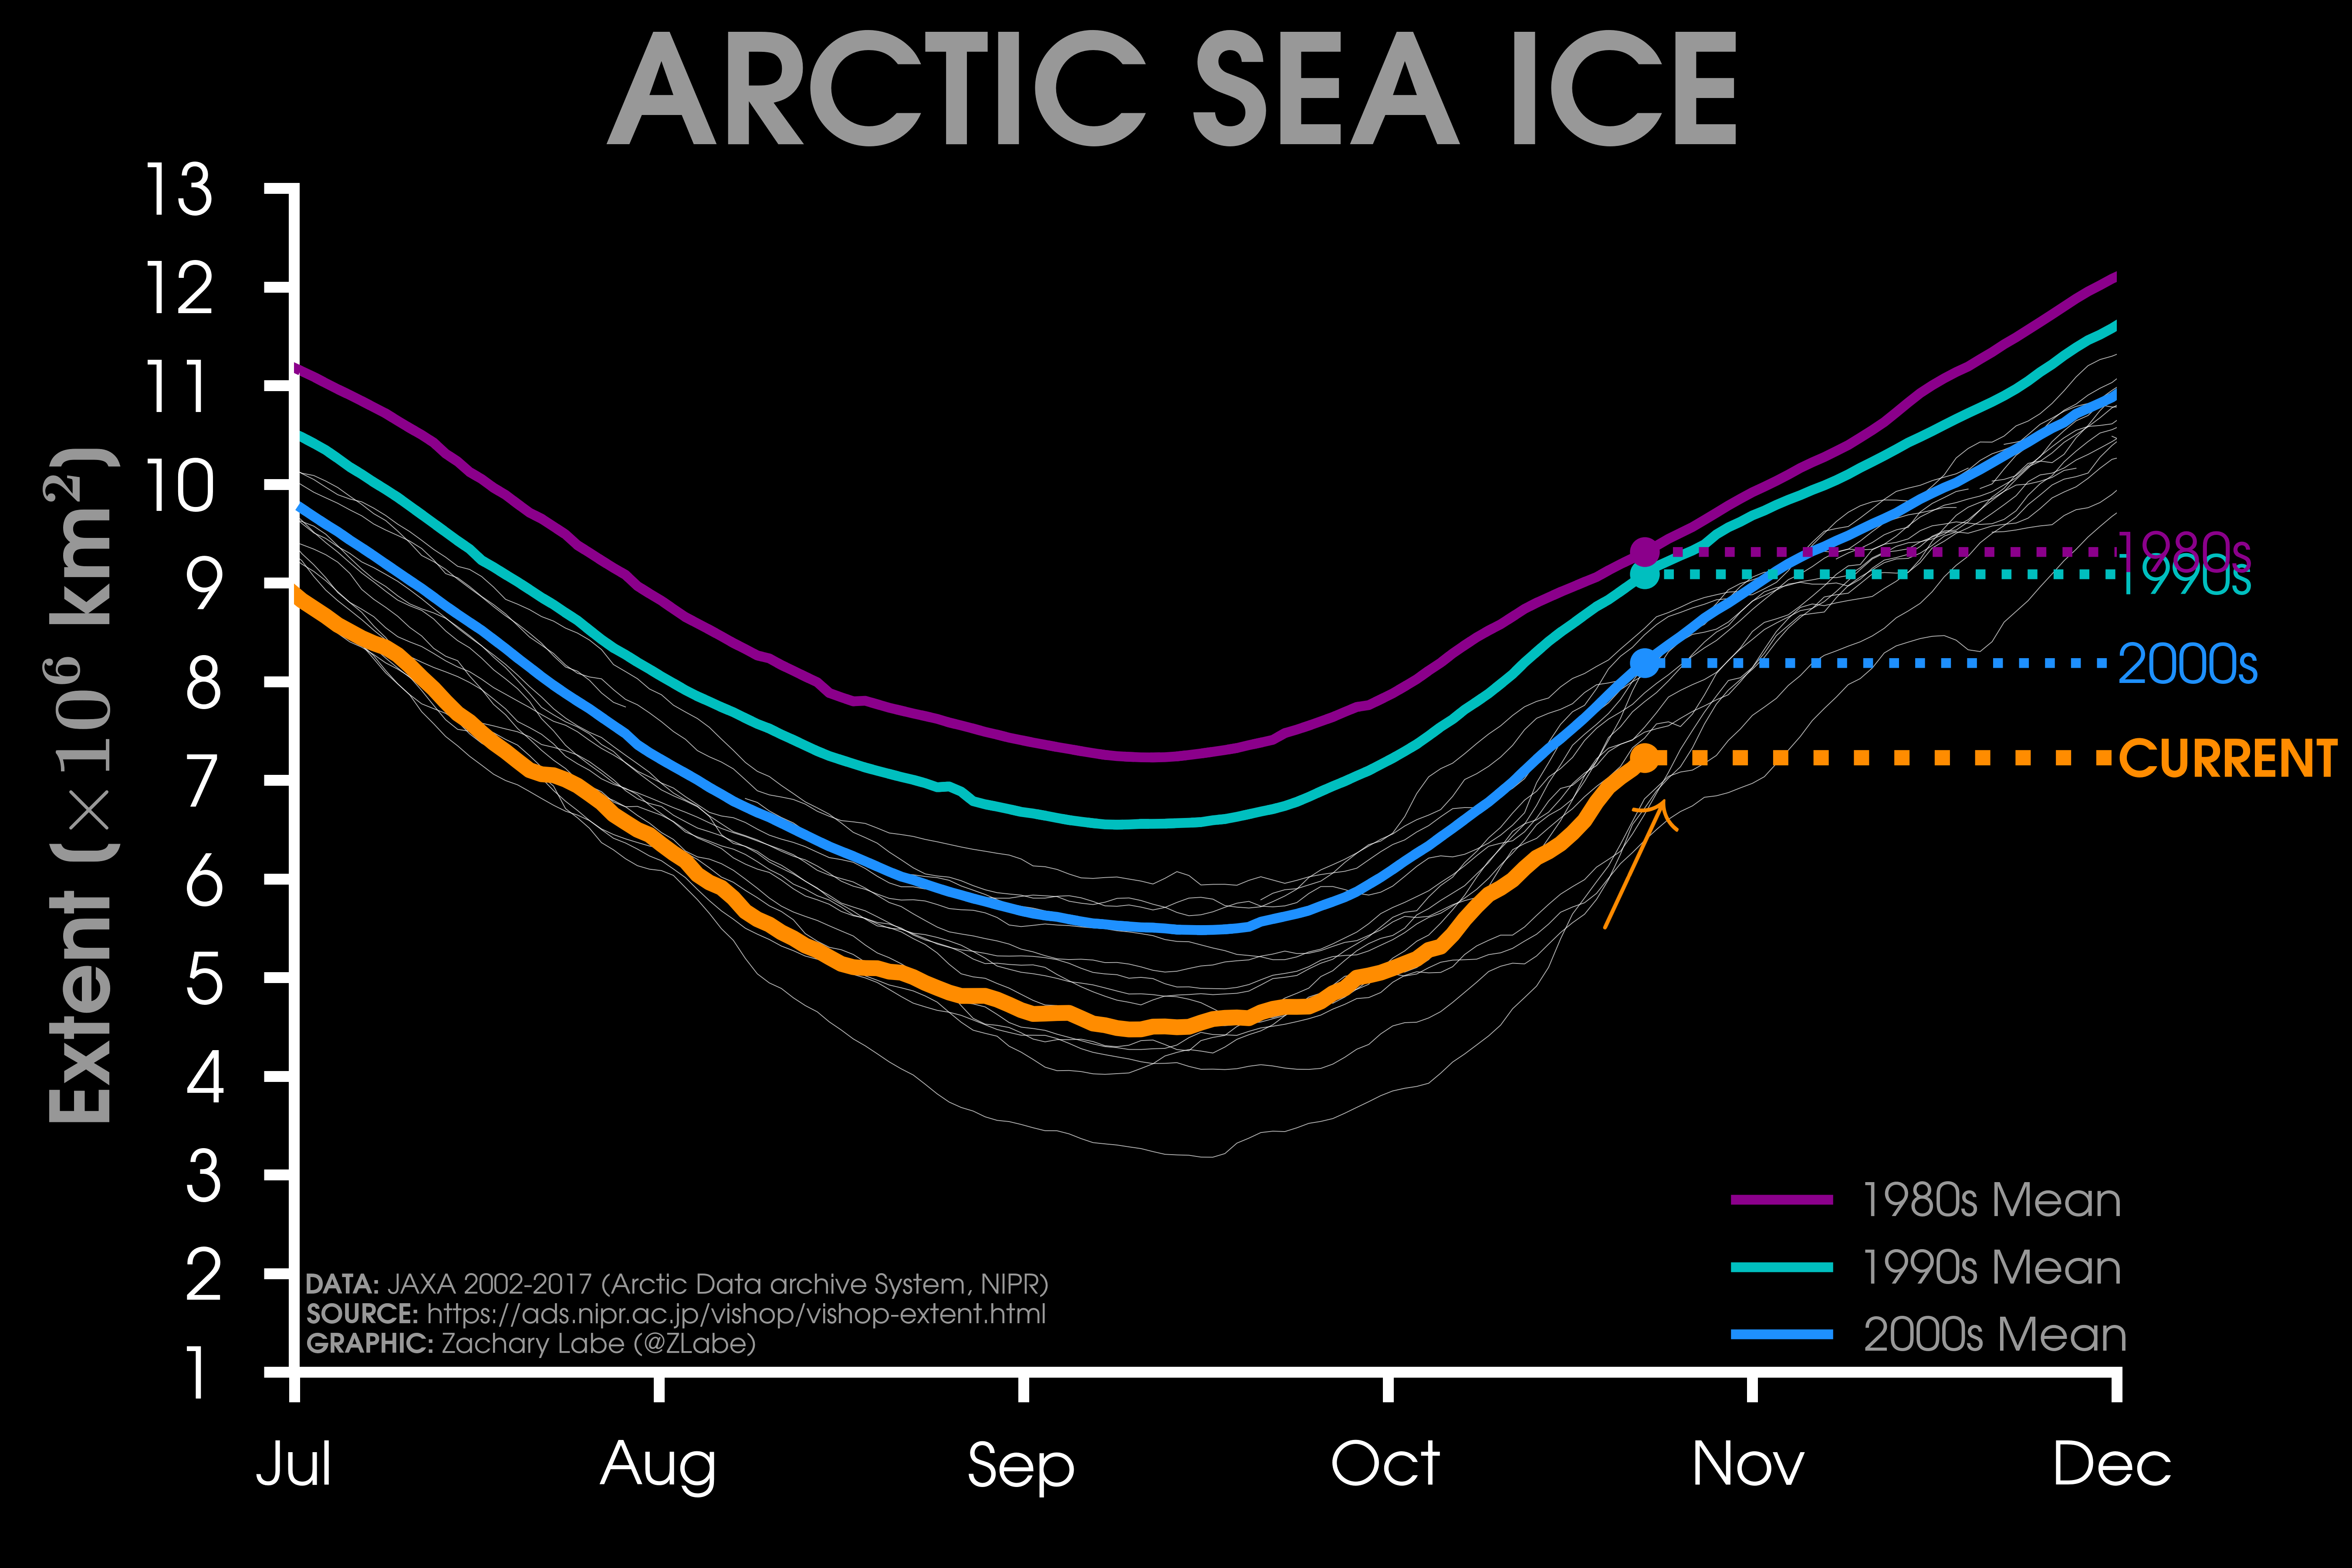 ARCTIC SEA ICE
Extent (×10⁶ km²)
13
12
11
10
9
8
7
6
5
4
3
2
1
1980s
1990s
2000s
CURRENT
1980s Mean
1990s Mean
2000s Mean
DATA: JAXA 2002-2017 (Arctic Data archive System, NIPR)
SOURCE: https://ads.nipr.ac.jp/vishop/vishop-extent.html
GRAPHIC: Zachary Labe (@ZLabe)
Jul Aug Sep Oct Nov Dec